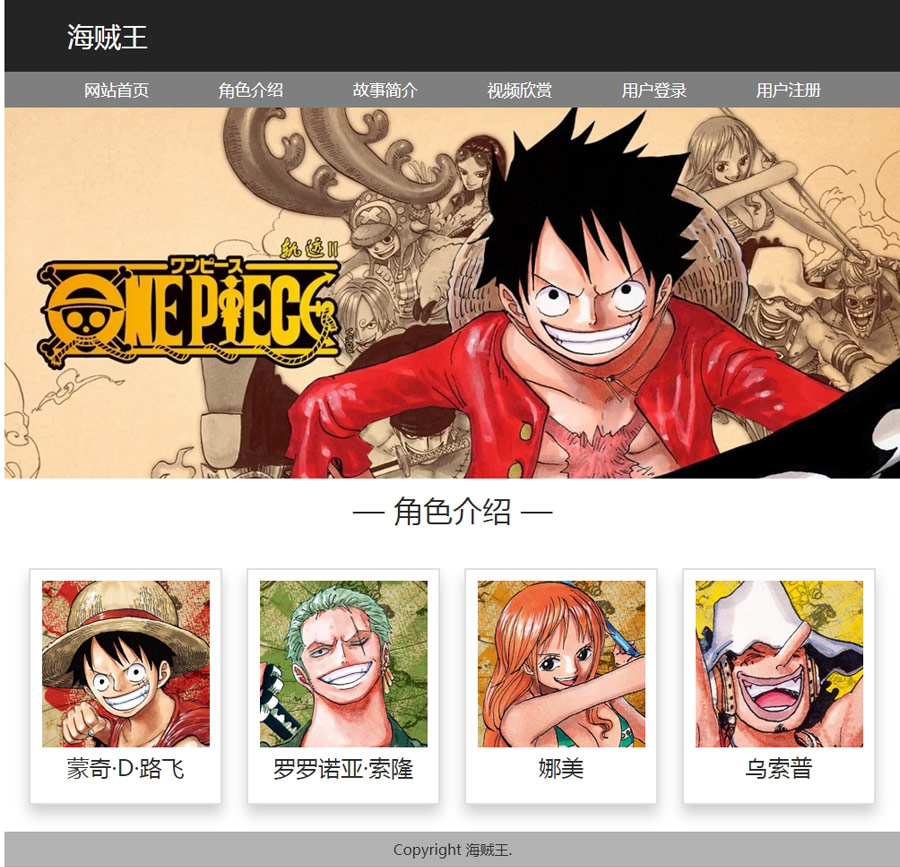 海贼王
网站首页 角色介绍 故事简介 视频欣赏 用户登录 用户注册
航迹II
ワンピース
ONE PIECE
— 角色介绍 —
蒙奇·D·路飞 罗罗诺亚·索隆 娜美 乌索普
Copyright 海贼王.